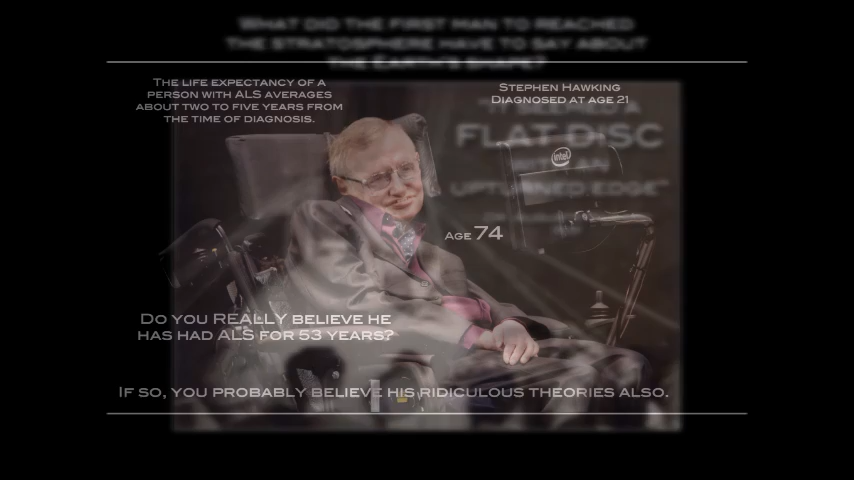 What did the first man to reached
the stratosphere have to say about
the Earth's shape?
The life expectancy of a
person with ALS averages
about two to five years from
the time of diagnosis.
Stephen Hawking
Diagnosed at age 21
"It seemed a
flat disc
with an
upturned edge"
intel
Age 74
Do you REALLY believe he
has had ALS for 53 years?
If so, you probably believe his ridiculous theories also.